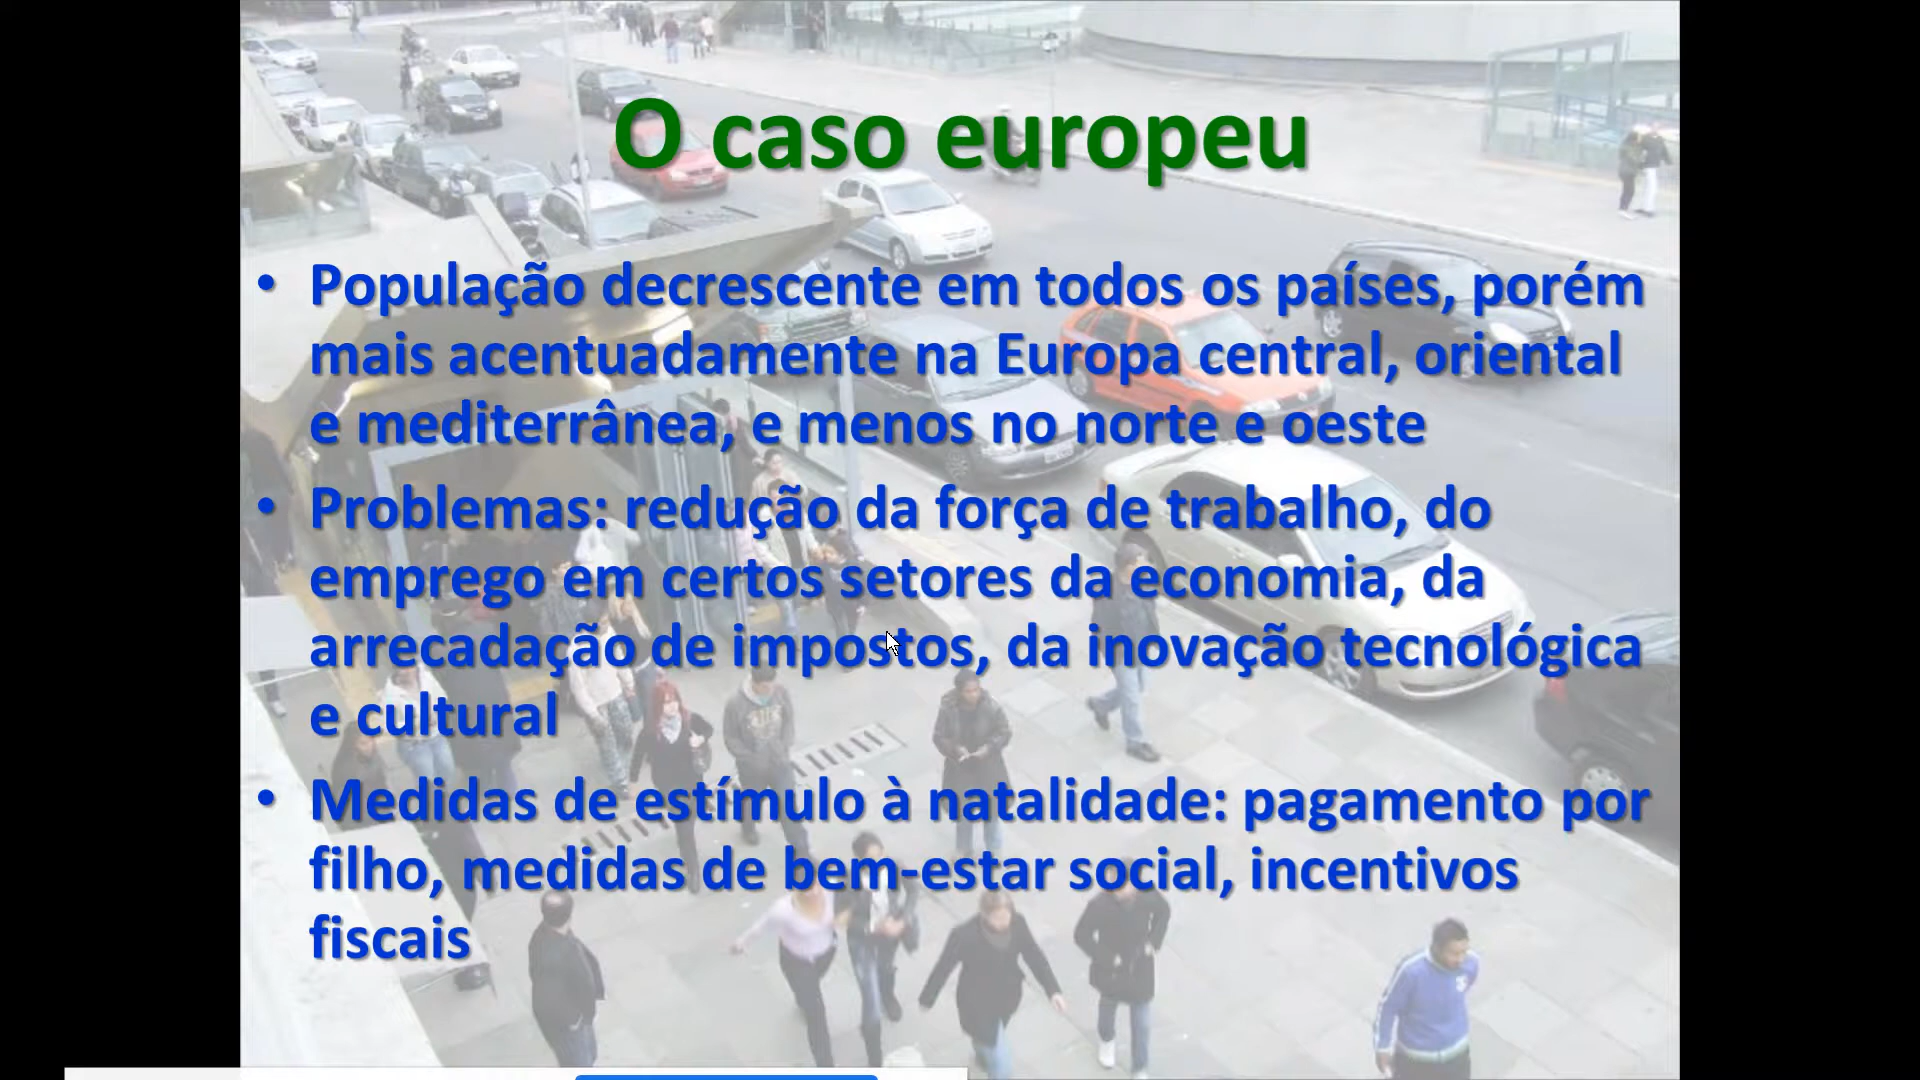 O caso europeu
• População decrescente em todos os países, porém
mais acentuadamente na Europa central, oriental
e mediterrânea, e menos no norte e oeste
• Problemas: redução da força de trabalho, do
emprego em certos setores da economia, da
arrecadação de impostos, da inovação tecnológica
e cultural
• Medidas de estímulo à natalidade: pagamento por
filho, medidas de bem-estar social, incentivos
fiscais